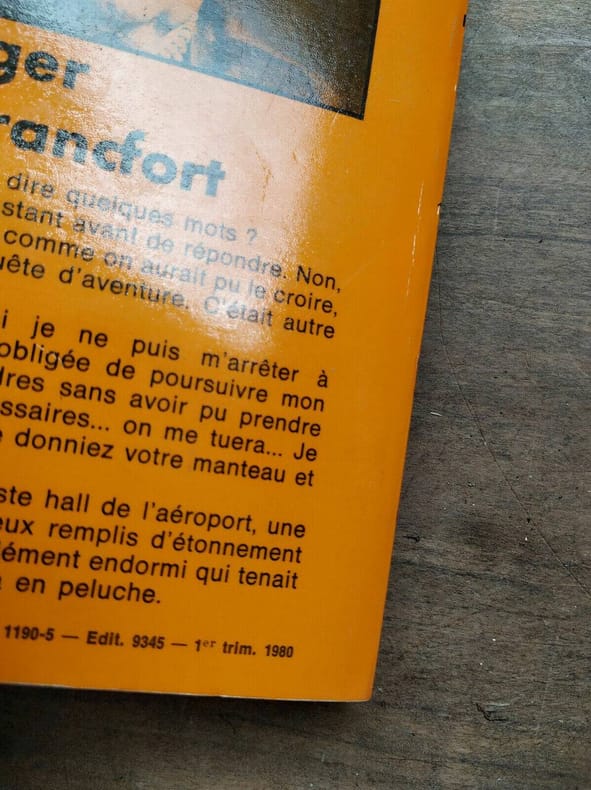 ger
rancfort
dire quelques mots ?
stant avant de répondre. Non,
comme on aurait pu le croire,
uête d'aventure. C'était autre
i je ne puis m'arrêter à
obligée de poursuivre mon
dres sans avoir pu prendre
ssaires... on me tuera... Je
donniez votre manteau et
ste hall de l'aéroport, une
eux remplis d'étonnement
lément endormi qui tenait
en peluche.
1190-5 — Edit. 9345 — 1er trim. 1980